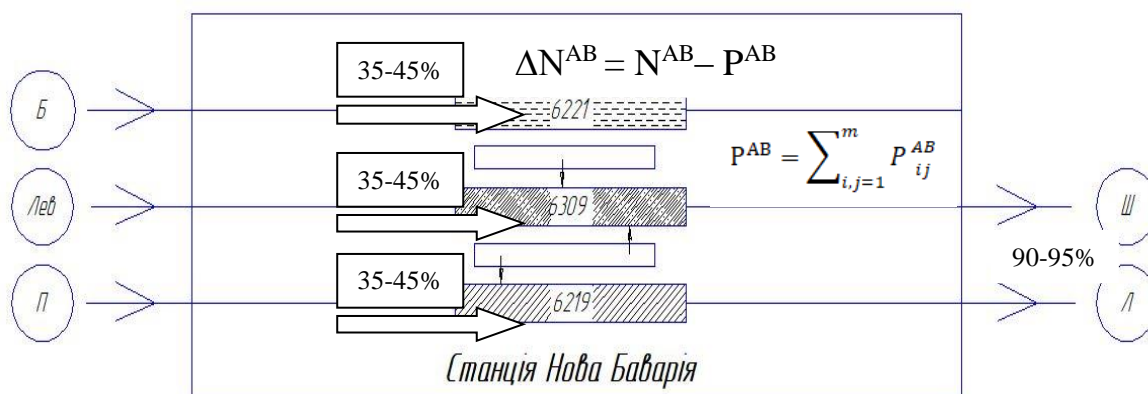 35-45%
ΔN^AB = N^AB – P^AB
Б
6221
P^AB = ∑_{i,j=1}^{m} P_{ij}^{AB}
35-45%
Лев
6309
Ш
35-45%
90-95%
П
6219
Л
Станція Нова Баварія